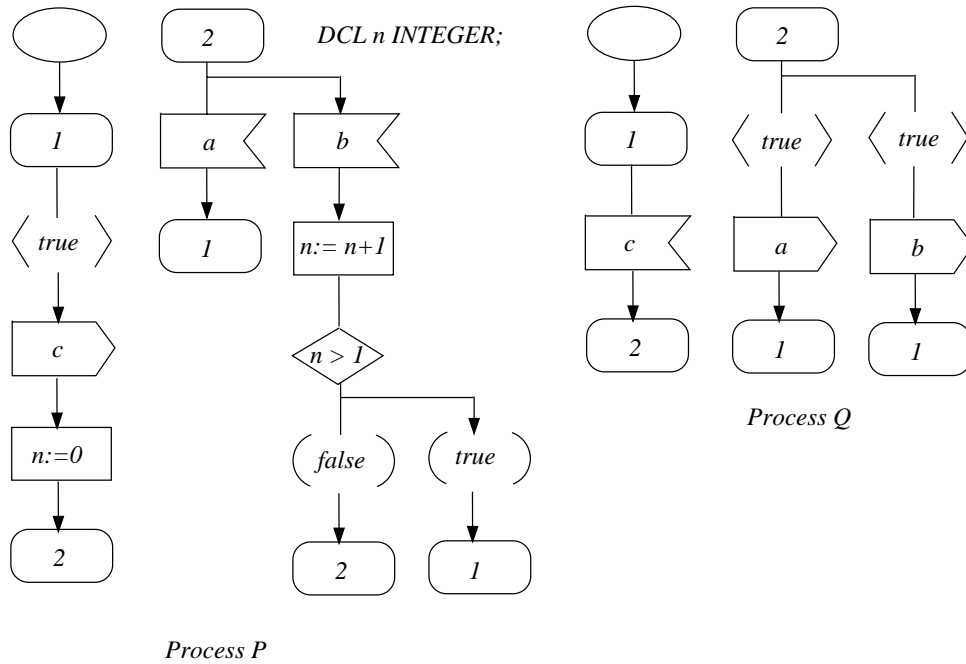 DCL n INTEGER;
1
true
c
n:=0
2
2
a
1
b
n:= n+1
n > 1
false
true
2
1
Process P
1
c
2
2
true
true
a
b
1
1
Process Q